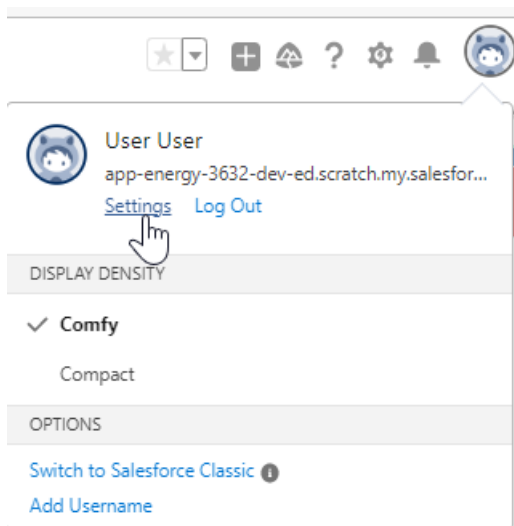 User User
app-energy-3632-dev-ed.scratch.my.salesfor...
Settings Log Out
DISPLAY DENSITY
Comfy
Compact
OPTIONS
Switch to Salesforce Classic
Add Username